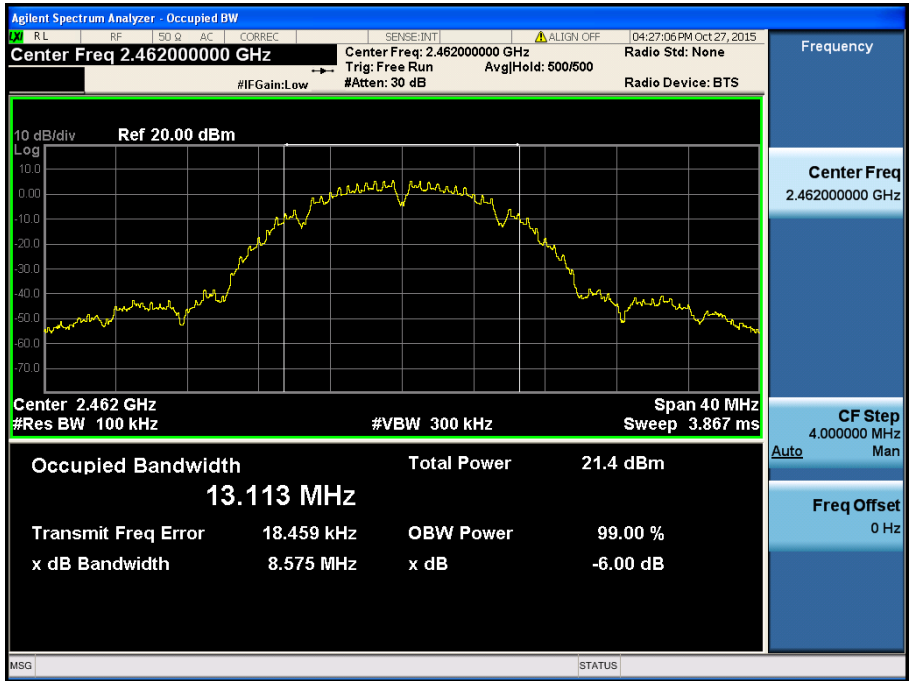 Agilent Spectrum Analyzer - Occupied BW
LXI RL RF 50 Ω AC CORREC SENSE:INT ALIGN OFF 04:27:06 PM Oct 27, 2015
Center Freq 2.462000000 GHz
Center Freq: 2.462000000 GHz
Radio Std: None
Trig: Free Run Avg|Hold: 500/500
#IFGain:Low #Atten: 30 dB Radio Device: BTS
10 dB/div Ref 20.00 dBm
Log
10.0
0.00
-10.0
-20.0
-30.0
-40.0
-50.0
-60.0
-70.0
Center 2.462 GHz Span 40 MHz
#Res BW 100 kHz #VBW 300 kHz Sweep 3.867 ms
Occupied Bandwidth Total Power 21.4 dBm
13.113 MHz
Transmit Freq Error 18.459 kHz OBW Power 99.00 %
x dB Bandwidth 8.575 MHz x dB -6.00 dB
MSG STATUS
Frequency
Center Freq
2.462000000 GHz
CF Step
4.000000 MHz
Auto Man
Freq Offset
0 Hz